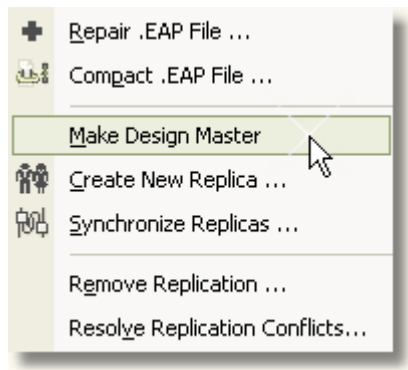 Repair .EAP File ...
Compact .EAP File ...
Make Design Master
Create New Replica ...
Synchronize Replicas ...
Remove Replication ...
Resolve Replication Conflicts...